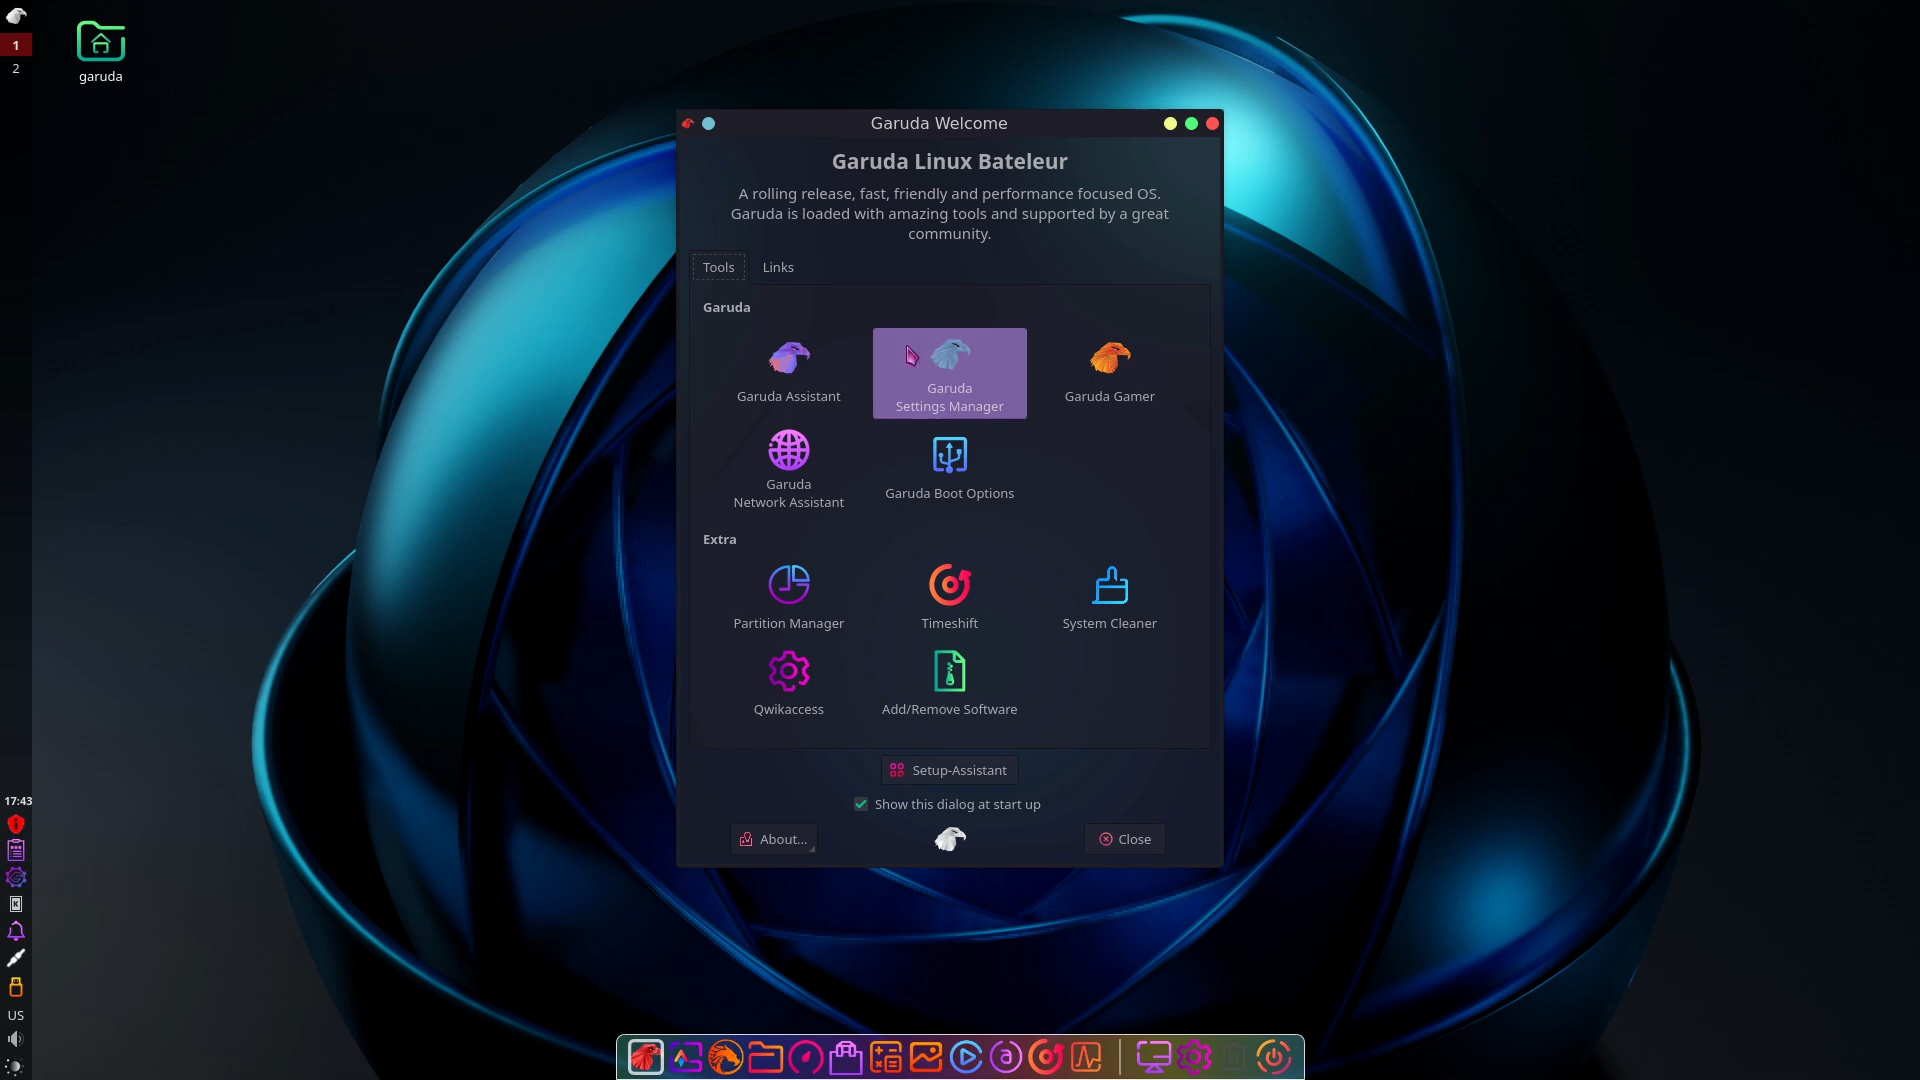 1
2
garuda
Garuda Welcome
Garuda Linux Bateleur
A rolling release, fast, friendly and performance focused OS.
Garuda is loaded with amazing tools and supported by a great
community.
Tools
Links
Garuda
Garuda Assistant
Garuda
Settings Manager
Garuda Gamer
Garuda
Network Assistant
Garuda Boot Options
Extra
Partition Manager
Timeshift
System Cleaner
Qwikaccess
Add/Remove Software
Setup-Assistant
Show this dialog at start up
About...
Close
17:43
US